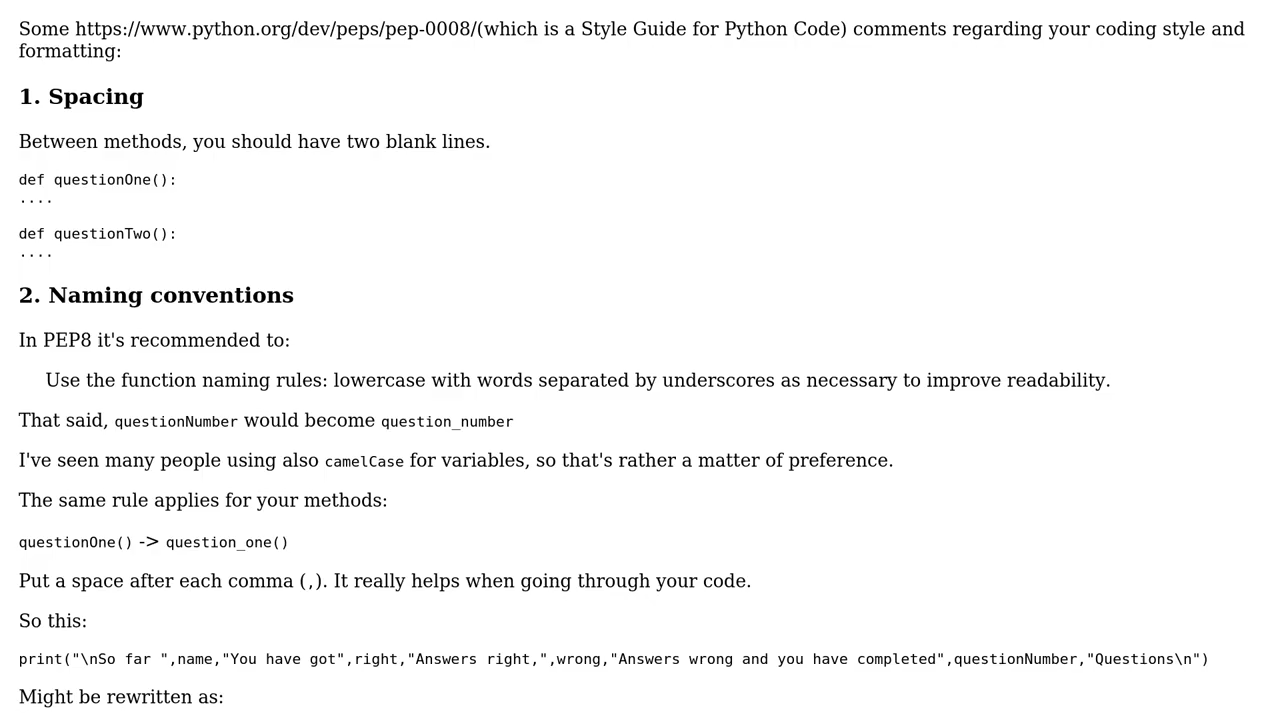 Some https://www.python.org/dev/peps/pep-0008/(which is a Style Guide for Python Code) comments regarding your coding style and
formatting:
1. Spacing
Between methods, you should have two blank lines.
def questionOne():
....
def questionTwo():
....
2. Naming conventions
In PEP8 it's recommended to:
Use the function naming rules: lowercase with words separated by underscores as necessary to improve readability.
That said, questionNumber would become question_number
I've seen many people using also camelCase for variables, so that's rather a matter of preference.
The same rule applies for your methods:
questionOne() -> question_one()
Put a space after each comma (,). It really helps when going through your code.
So this:
print("\nSo far ",name,"You have got",right,"Answers right,",wrong,"Answers wrong and you have completed",questionNumber,"Questions\n")
Might be rewritten as: